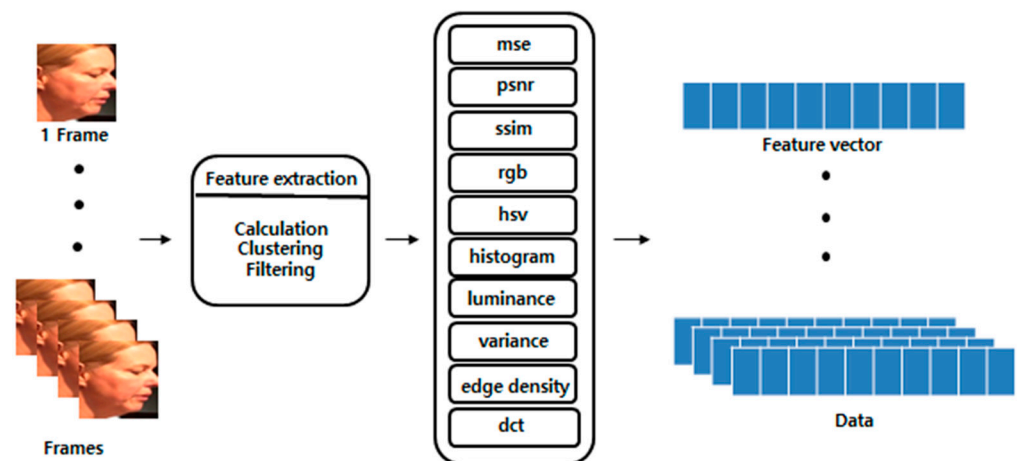 1 Frame
Frames
Feature extraction
Calculation
Clustering
Filtering
mse
psnr
ssim
rgb
hsv
histogram
luminance
variance
edge density
dct
Feature vector
Data